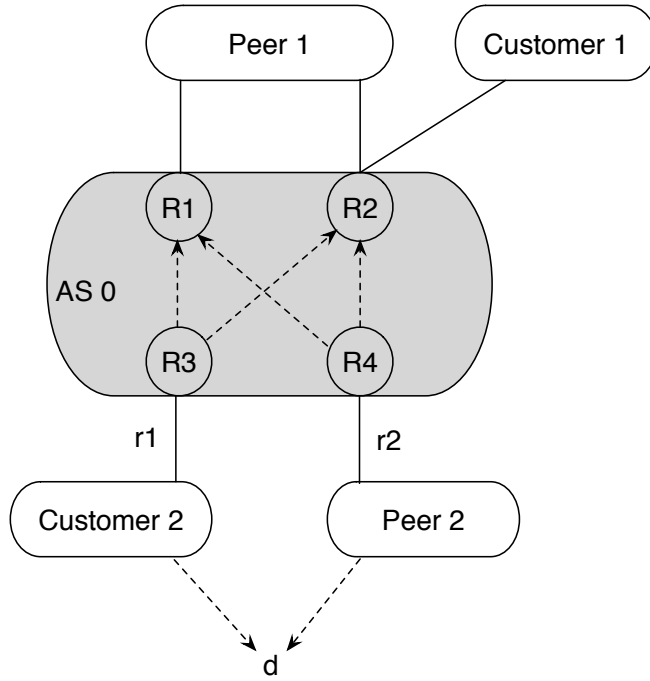 Peer 1
Customer 1
R1
R2
AS 0
R3
R4
r1
r2
Customer 2
Peer 2
d